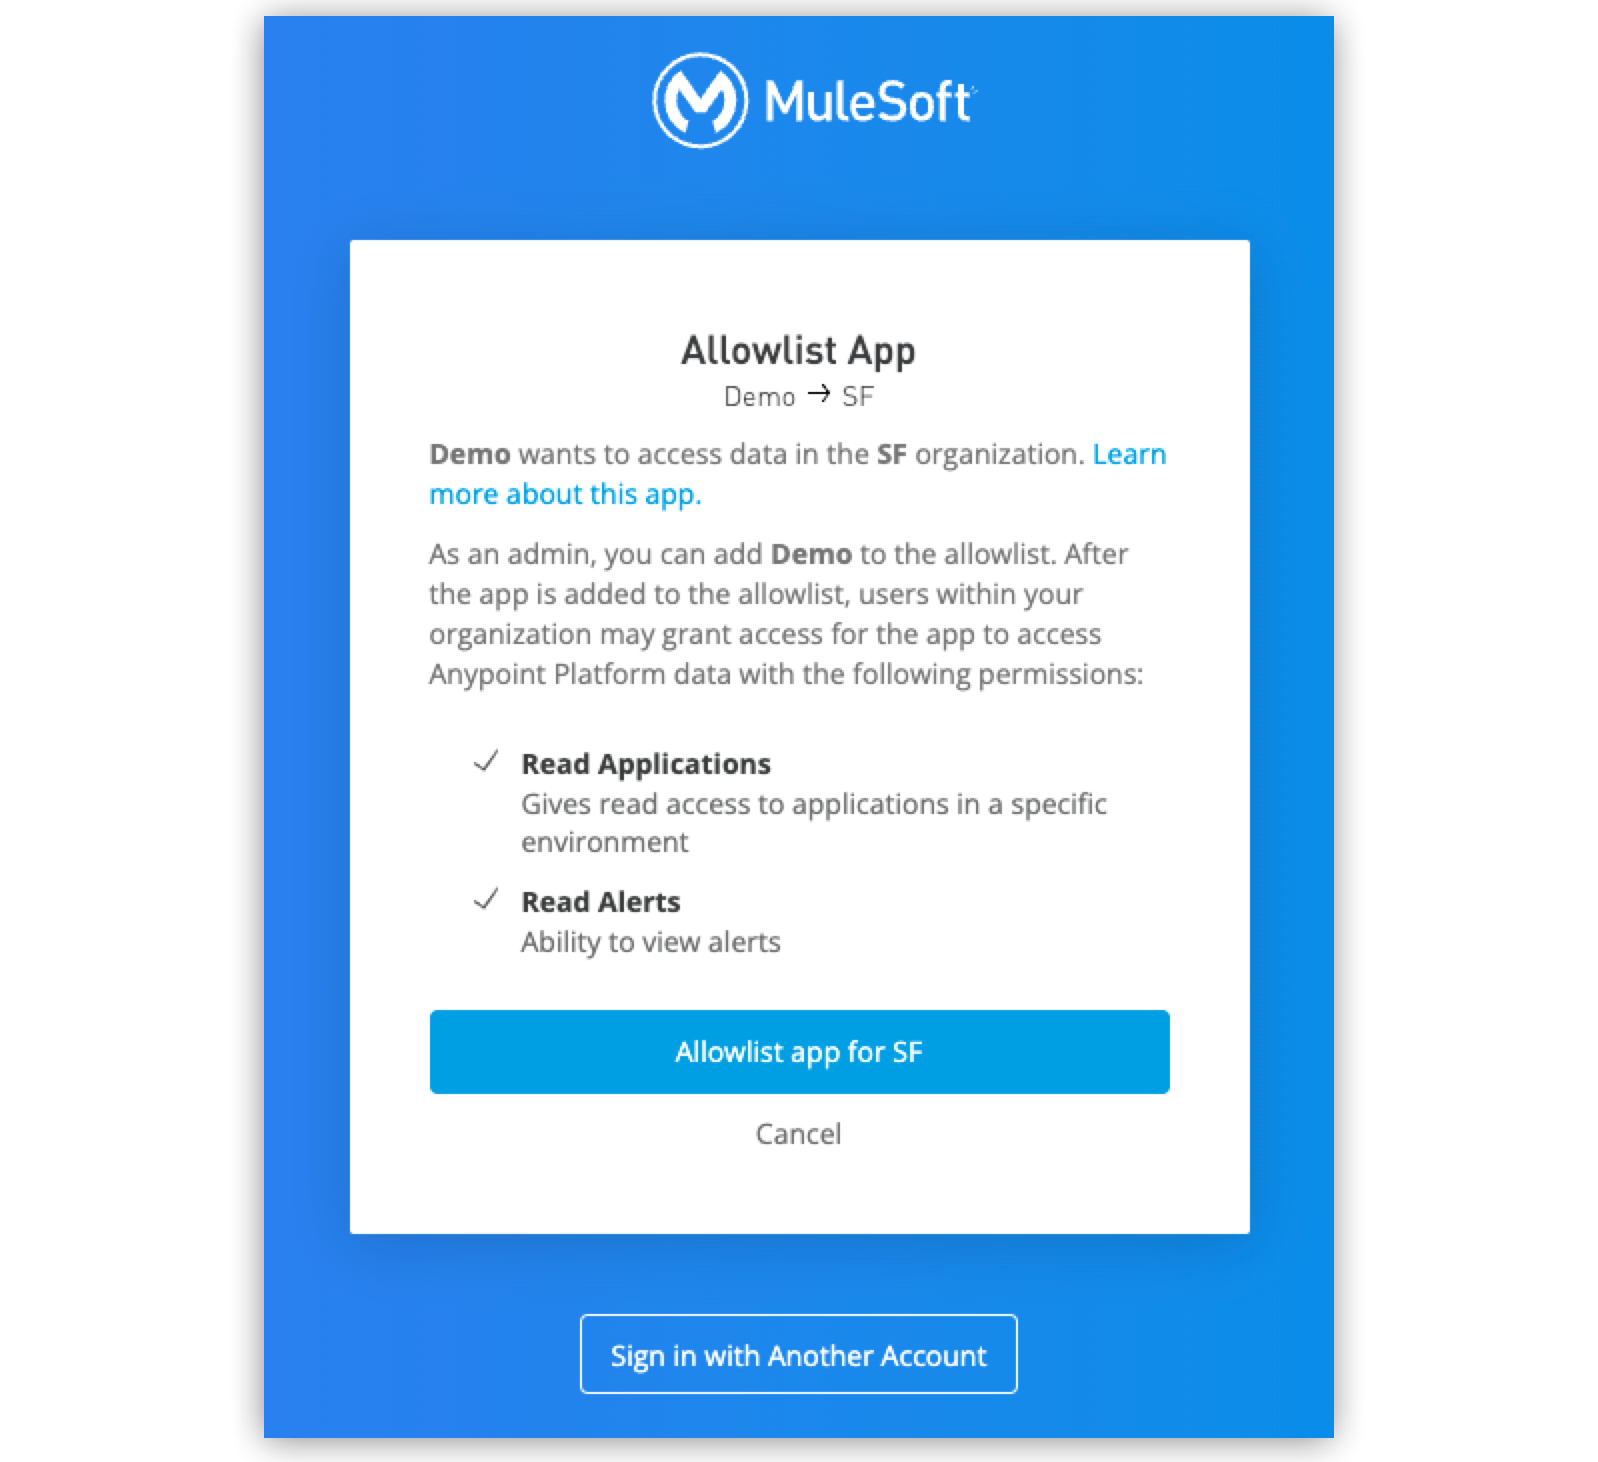 MuleSoft
Allowlist App
Demo → SF
Demo wants to access data in the SF organization. Learn
more about this app.
As an admin, you can add Demo to the allowlist. After
the app is added to the allowlist, users within your
organization may grant access for the app to access
Anypoint Platform data with the following permissions:
Read Applications
Gives read access to applications in a specific
environment
Read Alerts
Ability to view alerts
Allowlist app for SF
Cancel
Sign in with Another Account